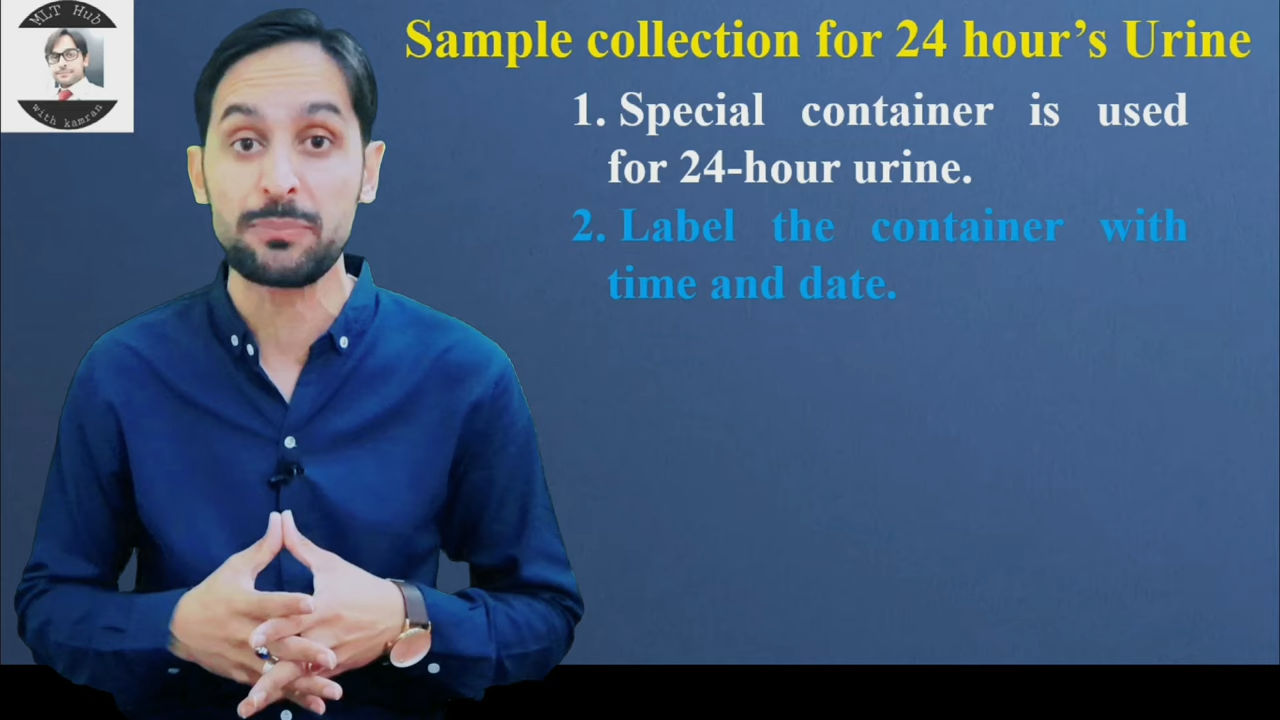 MLT Hub
with kamran
Sample collection for 24 hour’s Urine
1. Special container is used
for 24-hour urine.
2. Label the container with
time and date.